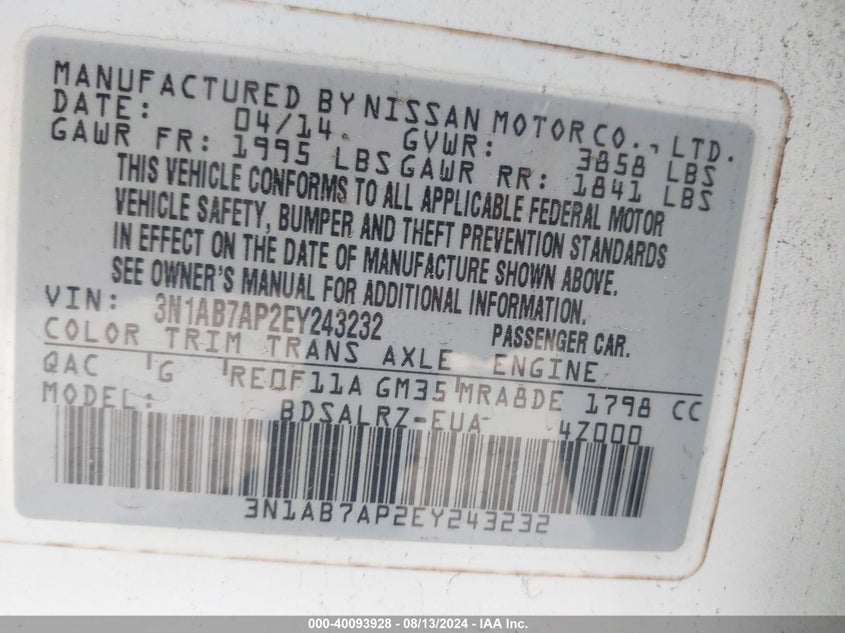 MANUFACTURED BY NISSAN MOTOR CO., LTD.
DATE: 04/14 GVWR: 3858 LBS
GAWR FR: 1995 LBS GAWR RR: 1841 LBS
THIS VEHICLE CONFORMS TO ALL APPLICABLE FEDERAL MOTOR
VEHICLE SAFETY, BUMPER AND THEFT PREVENTION STANDARDS
IN EFFECT ON THE DATE OF MANUFACTURE SHOWN ABOVE.
SEE OWNER'S MANUAL FOR ADDITIONAL INFORMATION.
VIN: 3N1AB7AP2EY243232 PASSENGER CAR.
COLOR TRIM TRANS AXLE ENGINE
QAC G RE0F11A GM35 MRA8DE 1798 CC
MODEL: BDSALRZ-EUA 4Z000
3N1AB7AP2EY243232
000-40093928 - 08/13/2024 - IAA Inc.